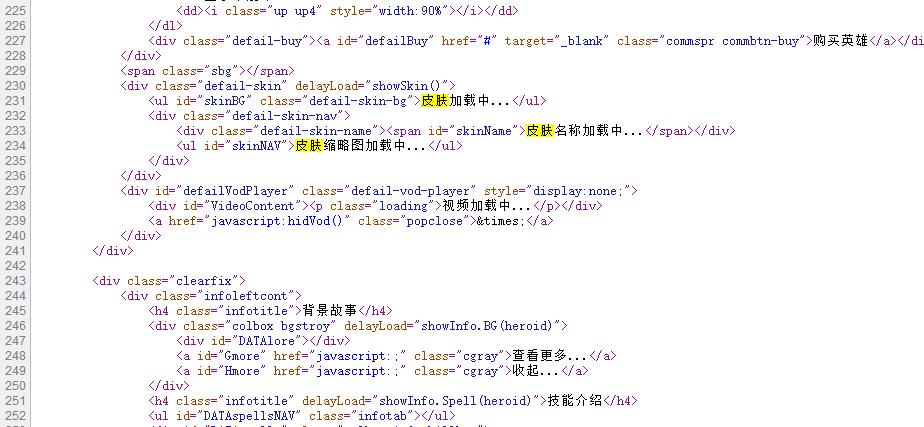 225 <dd><i class="up up4" style="width:90%"></i></dd>
226 </dl>
227 <div class="defail-buy"><a id="defailBuy" href="#" target="_blank" class="commspr commbtn-buy">购买英雄</a></di
228 </div>
229 <span class="sbg"></span>
230 <div class="defail-skin" delayLoad="showSkin()">
231 <ul id="skinBG" class="defail-skin-bg">皮肤加载中...</ul>
232 <div class="defail-skin-nav">
233 <div class="defail-skin-name"><span id="skinName">皮肤名称加载中...</span></div>
234 <ul id="skinNAV">皮肤缩略图加载中...</ul>
235 </div>
236 </div>
237 <div id="defailVodPlayer" class="defail-vod-player" style="display:none;">
238 <div id="VideoContent"><p class="loading">视频加载中...</p></div>
239 <a href="javascript:hidVod()" class="popclose">&times;</a>
240 </div>
241 </div>
242
243 <div class="clearfix">
244 <div class="infoleftcont">
245 <h4 class="infotitle">背景故事</h4>
246 <div class="colbox bgstroy" delayLoad="showInfo.BG(heroid)">
247 <div id="DATAlore"></div>
248 <a id="Gmore" href="javascript:;" class="cgray">查看更多...</a>
249 <a id="Hmore" href="javascript:;" class="cgray">收起...</a>
250 </div>
251 <h4 class="infotitle" delayLoad="showInfo.Spell(heroid)">技能介绍</h4>
252 <ul id="DATAspellsNAV" class="infotab"></ul>